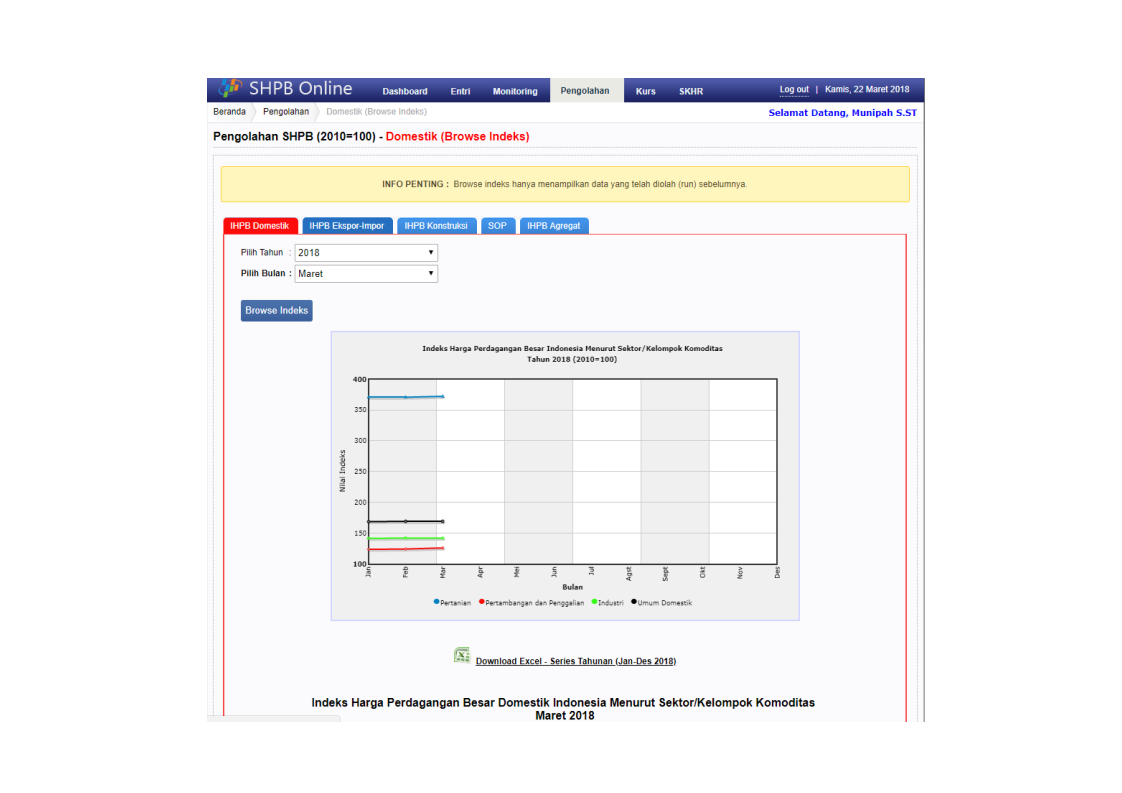 SHPB Online Dashboard Entri Monitoring Pengolahan Kurs SKHR Log out | Kamis, 22 Maret 2018
Beranda Pengolahan Domestik (Browse Indeks) Selamat Datang, Munipah S.ST
Pengolahan SHPB (2010=100) - Domestik (Browse Indeks)
INFO PENTING : Browse indeks hanya menampilkan data yang telah diolah (run) sebelumnya.
IHPB Domestik IHPB Ekspor-Impor IHPB Konstruksi SOP IHPB Agregat
Pilih Tahun : 2018
Pilih Bulan : Maret
Browse Indeks
Indeks Harga Perdagangan Besar Indonesia Menurut Sektor/Kelompok Komoditas
Tahun 2018 (2010=100)
400
350
300
250
200
150
100
Nilai Indeks
Jan Feb Mar Apr Mei Jun Jul Agst Sept Okt Nov Des
Bulan
Pertanian Pertambangan dan Penggalian Industri Umum Domestik
Download Excel - Series Tahunan (Jan-Des 2018)
Indeks Harga Perdagangan Besar Domestik Indonesia Menurut Sektor/Kelompok Komoditas
Maret 2018